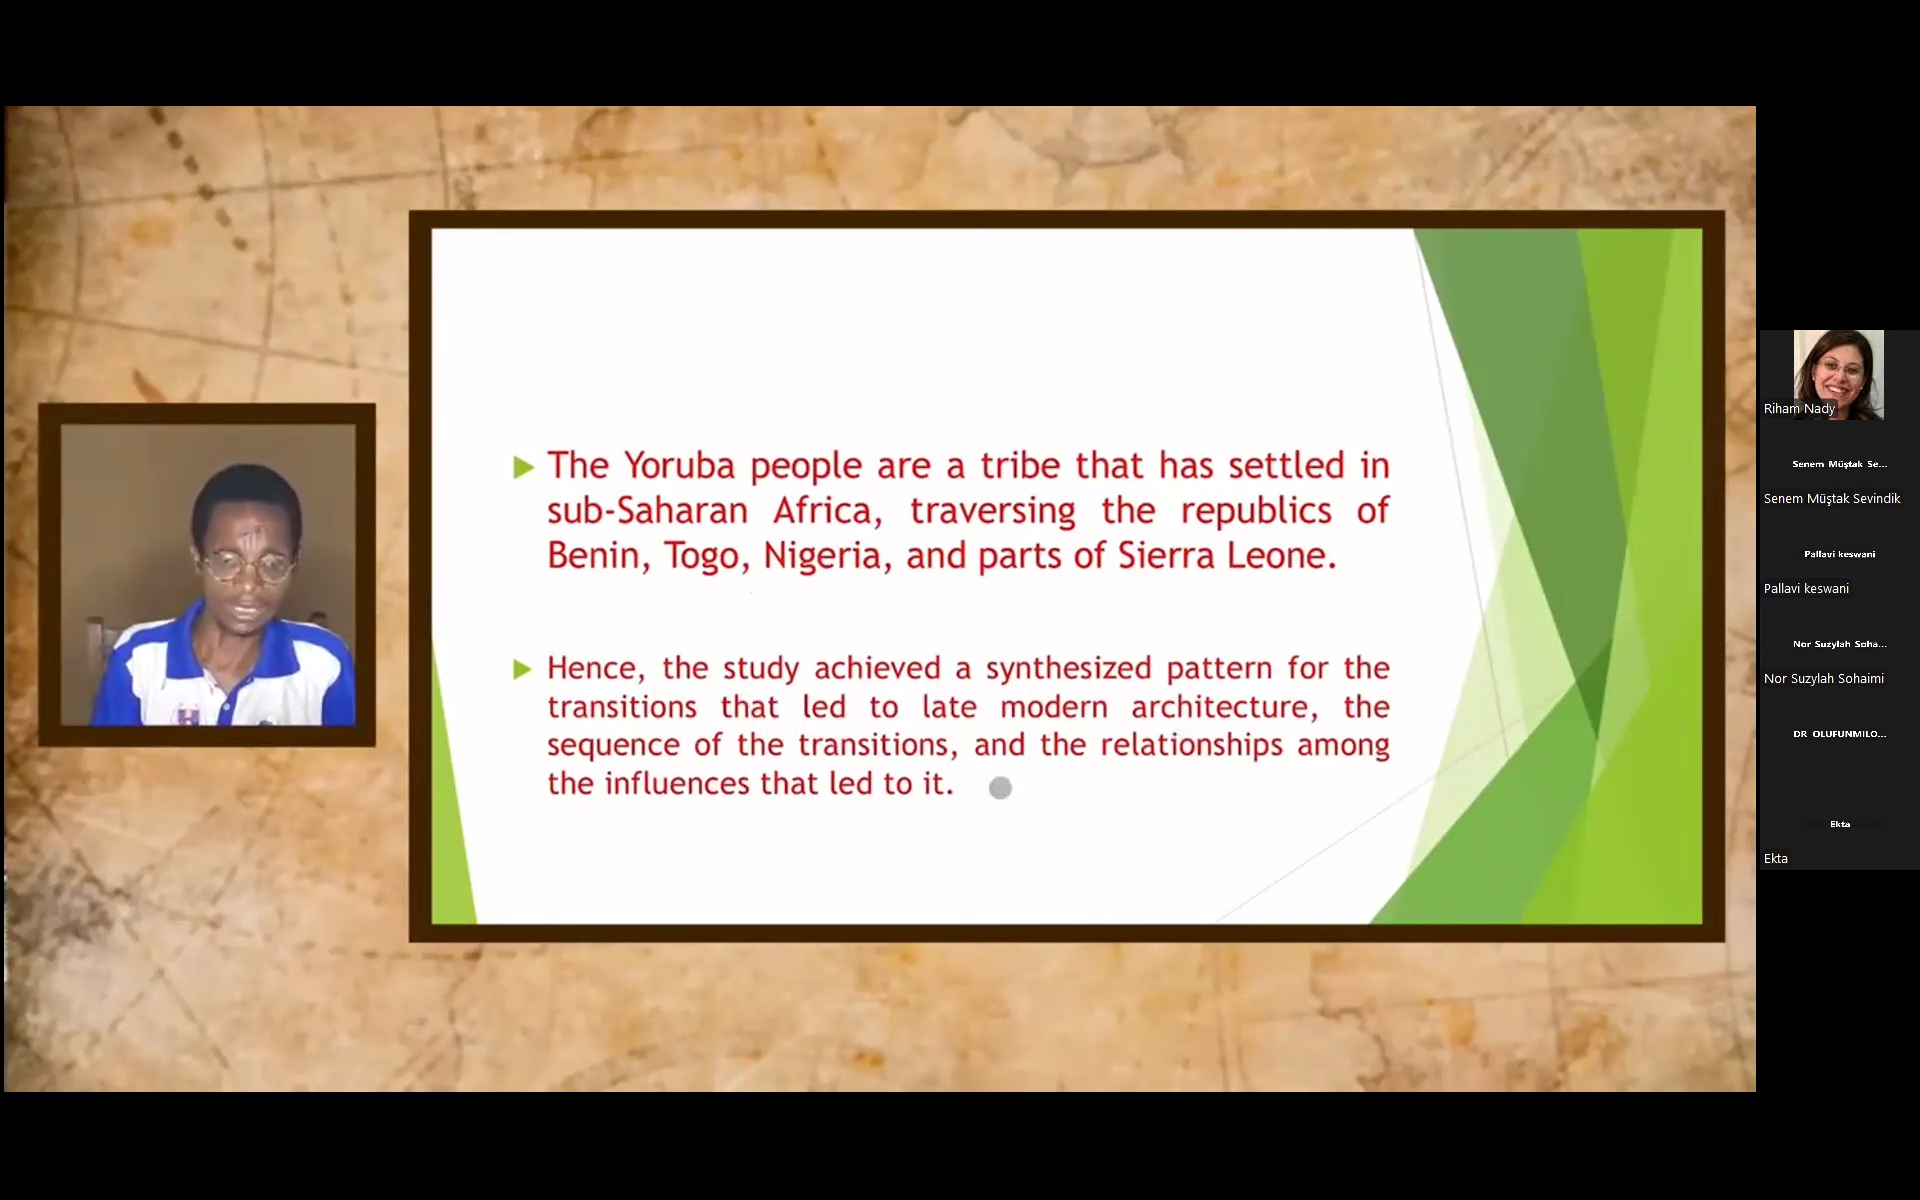 The Yoruba people are a tribe that has settled in
sub-Saharan Africa, traversing the republics of
Benin, Togo, Nigeria, and parts of Sierra Leone.
Hence, the study achieved a synthesized pattern for the
transitions that led to late modern architecture, the
sequence of the transitions, and the relationships among
the influences that led to it.
Riham Nady
Senem Müştak Se...
Senem Müştak Sevindik
Pallavi keswani
Pallavi keswani
Nor Suzylah Soha...
Nor Suzylah Sohaimi
DR OLUFUNMILO...
Ekta
Ekta